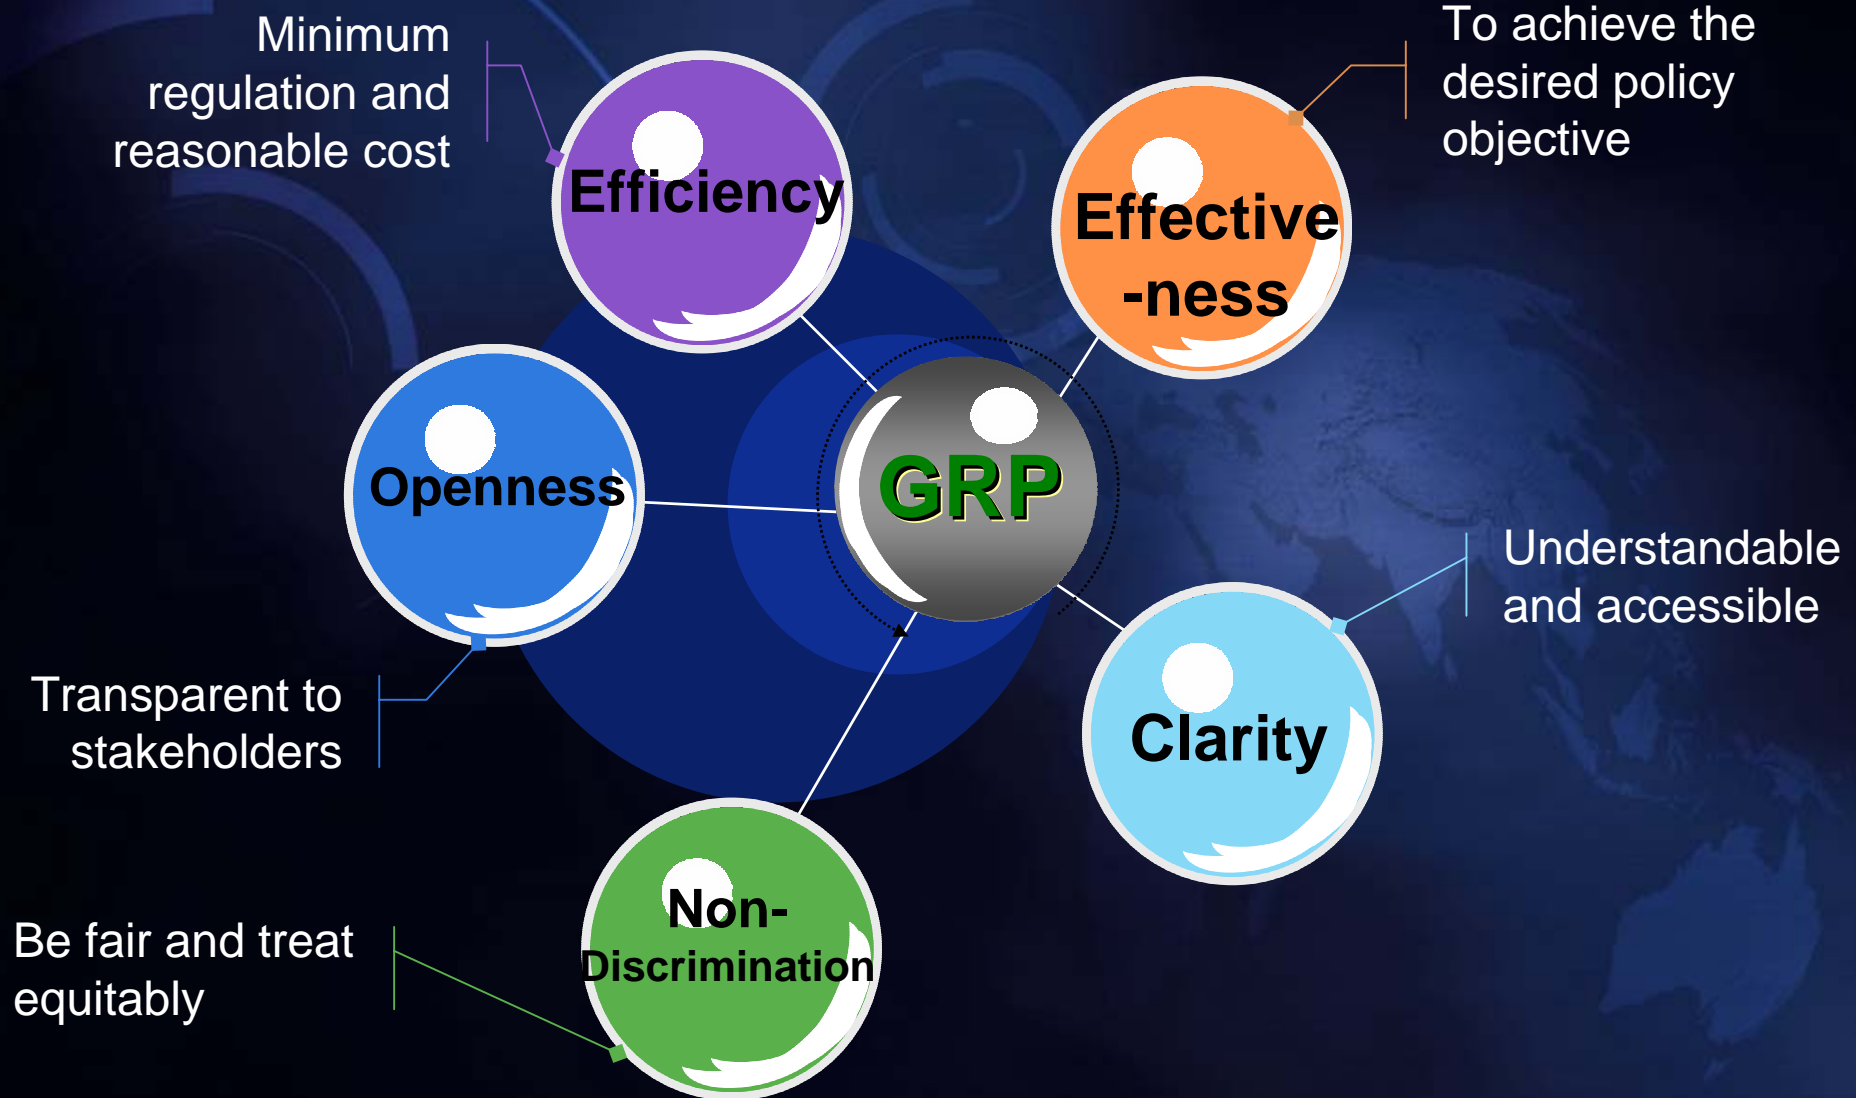 Minimum
regulation and
reasonable cost
Efficiency
To achieve the
desired policy
objective
Effective
-ness
Openness
GRP
Understandable
and accessible
Transparent to
stakeholders
Clarity
Be fair and treat
equitably
Non-
Discrimination